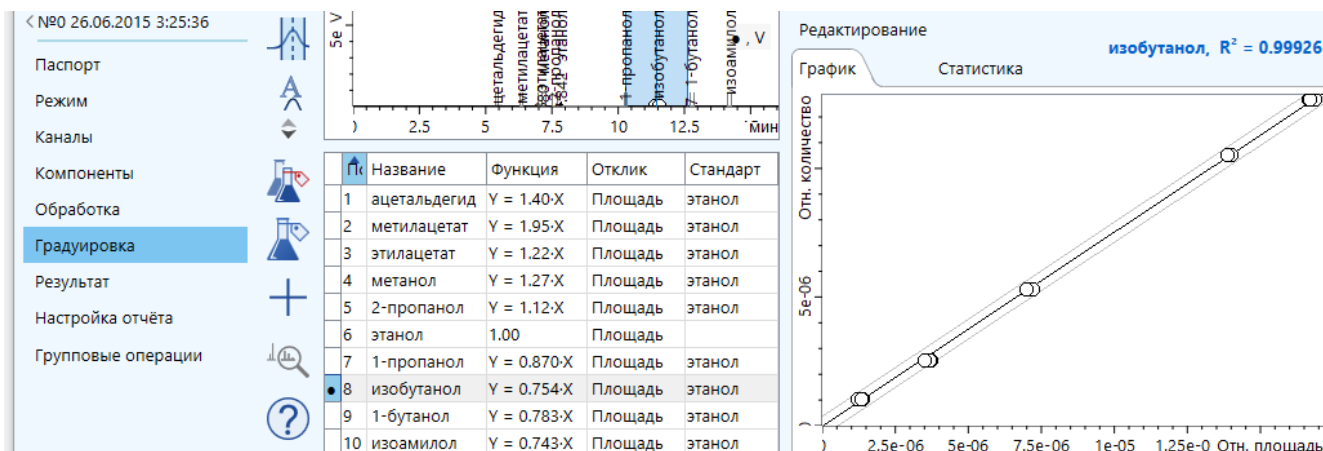 №0 26.06.2015 3:25:36
Паспорт
Режим
Каналы
Компоненты
Обработка
Градуировка
Результат
Настройка отчёта
Групповые операции
5e V
цетальдегид
метилацетат
1-пропанол
изобутанол
1-бутанол
изоамилол
, V
2.5 5 7.5 10 12.5 мин
Название Функция Отклик Стандарт
1 ацетальдегид Y = 1.40·X Площадь этанол
2 метилацетат Y = 1.95·X Площадь этанол
3 этилацетат Y = 1.22·X Площадь этанол
4 метанол Y = 1.27·X Площадь этанол
5 2-пропанол Y = 1.12·X Площадь этанол
6 этанол 1.00 Площадь
7 1-пропанол Y = 0.870·X Площадь этанол
8 изобутанол Y = 0.754·X Площадь этанол
9 1-бутанол Y = 0.783·X Площадь этанол
10 изоамилол Y = 0.743·X Площадь этанол
Редактирование
изобутанол, R² = 0.99926
График Статистика
Отн. количество
5e-06
2.5e-06 5e-06 7.5e-06 1e-05 1.25e-0 Отн. площадь